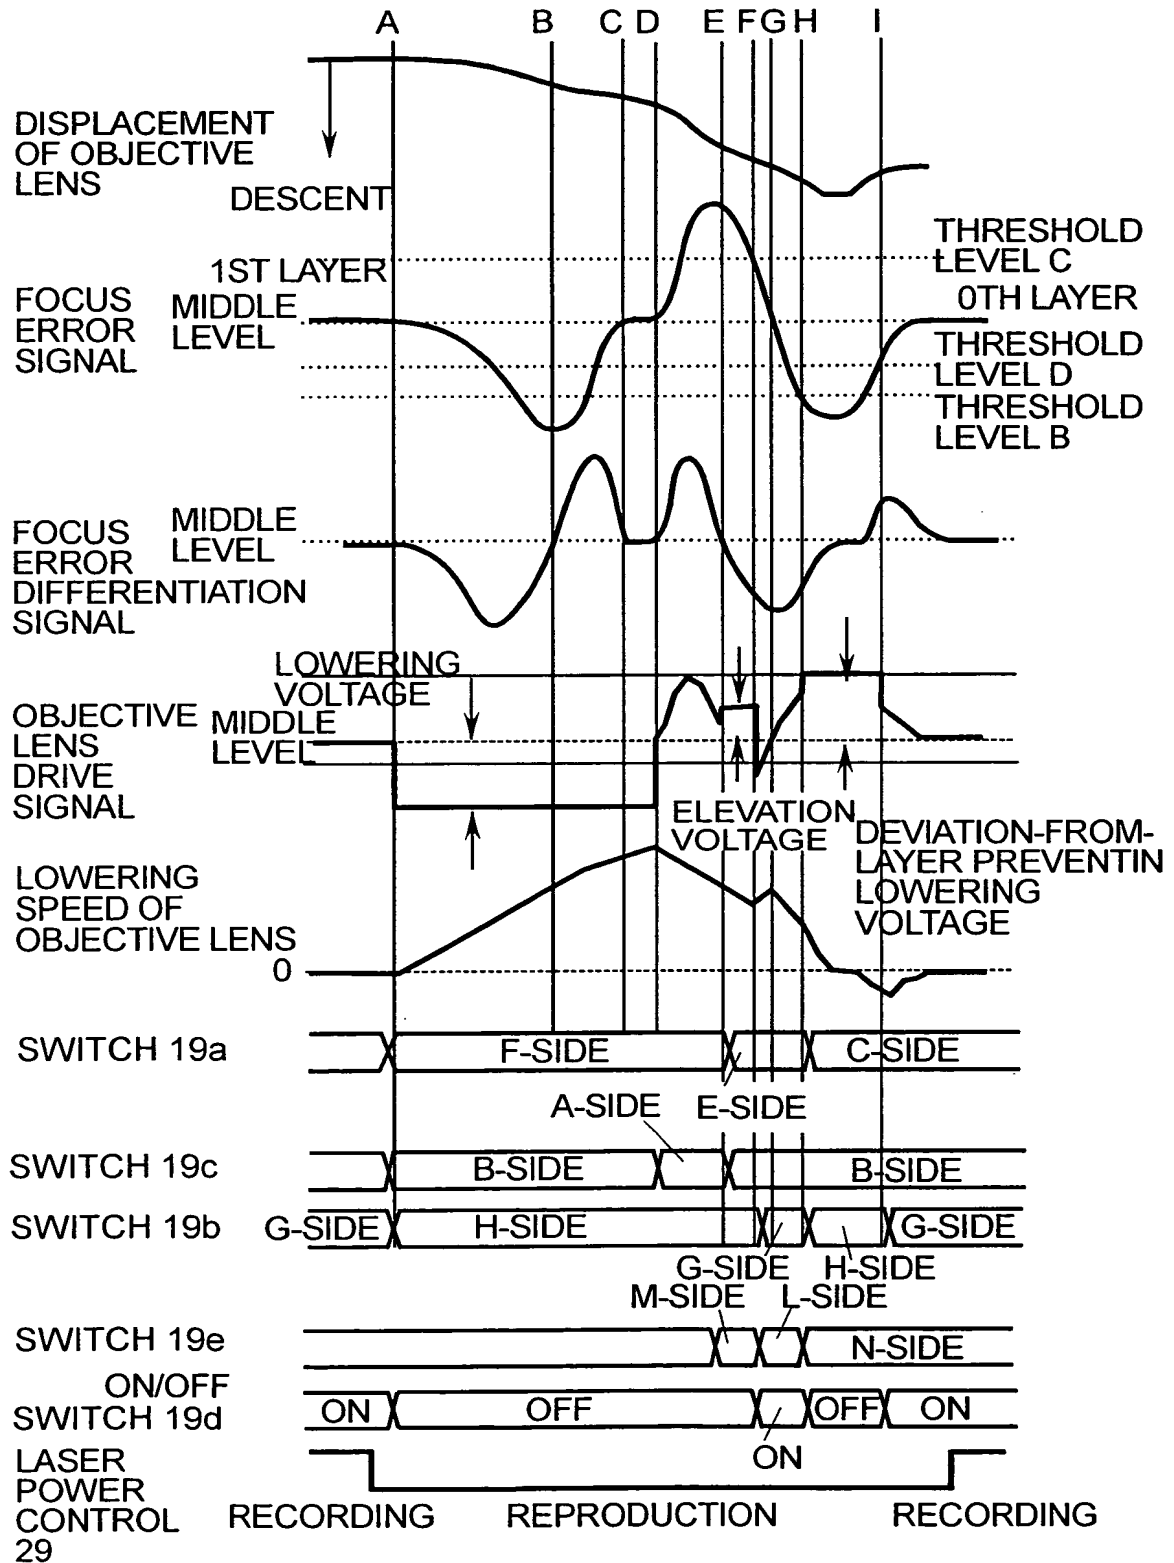 A B C D E F G H I
DISPLACEMENT
OF OBJECTIVE
LENS
DESCENT
THRESHOLD
LEVEL C
1ST LAYER
0TH LAYER
FOCUS
ERROR
SIGNAL
MIDDLE
LEVEL
THRESHOLD
LEVEL D
THRESHOLD
LEVEL B
FOCUS
ERROR
DIFFERENTIATION
SIGNAL
MIDDLE
LEVEL
LOWERING
VOLTAGE
OBJECTIVE
LENS
DRIVE
SIGNAL
MIDDLE
LEVEL
ELEVATION
VOLTAGE
DEVIATION-FROM-
LAYER PREVENTIN
LOWERING
VOLTAGE
LOWERING
SPEED OF
OBJECTIVE LENS
0
SWITCH 19a
F-SIDE
C-SIDE
A-SIDE
E-SIDE
SWITCH 19c
B-SIDE
B-SIDE
SWITCH 19b
G-SIDE
H-SIDE
G-SIDE
G-SIDE
H-SIDE
M-SIDE
L-SIDE
SWITCH 19e
N-SIDE
ON/OFF
SWITCH 19d
ON
OFF
OFF
ON
ON
LASER
POWER
CONTROL
29
RECORDING
REPRODUCTION
RECORDING